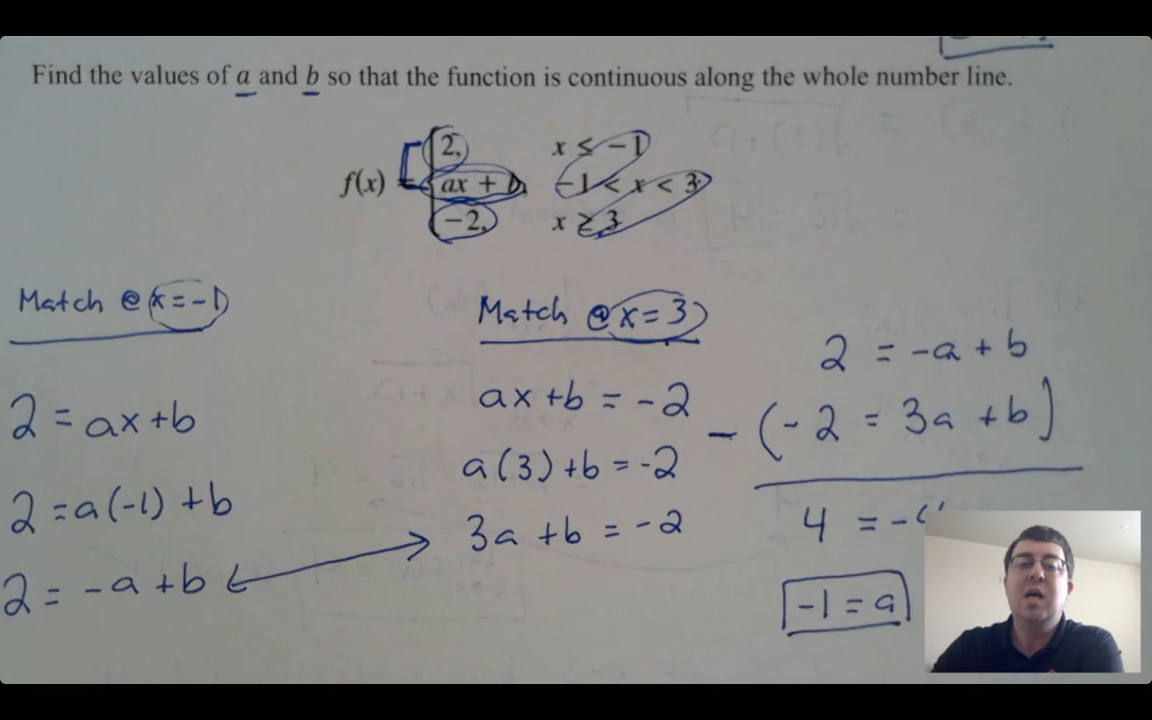 Find the values of a and b so that the function is continuous along the whole number line.
f(x) = { 2, x ≤ -1
ax + b, -1 < x < 3
-2, x ≥ 3
Match @ x = -1
2 = ax + b
2 = a(-1) + b
2 = -a + b
Match @ x = 3
ax + b = -2
a(3) + b = -2
3a + b = -2
2 = -a + b
- (-2 = 3a + b)
4 = -
-1 = a